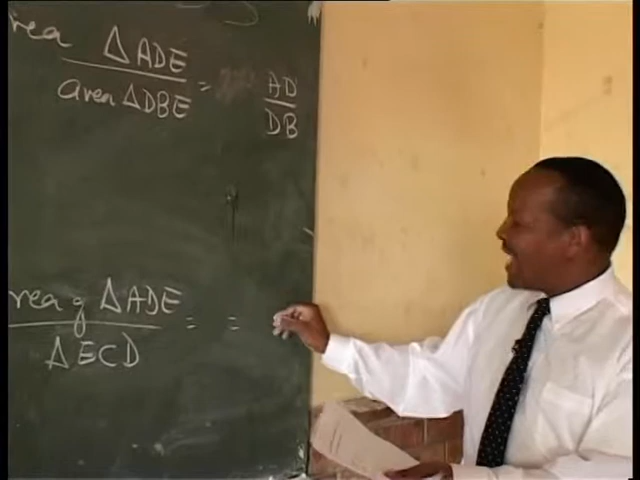 rea ΔADE = AD
area ΔDBE DB
rea of ΔADE = =
ΔECD